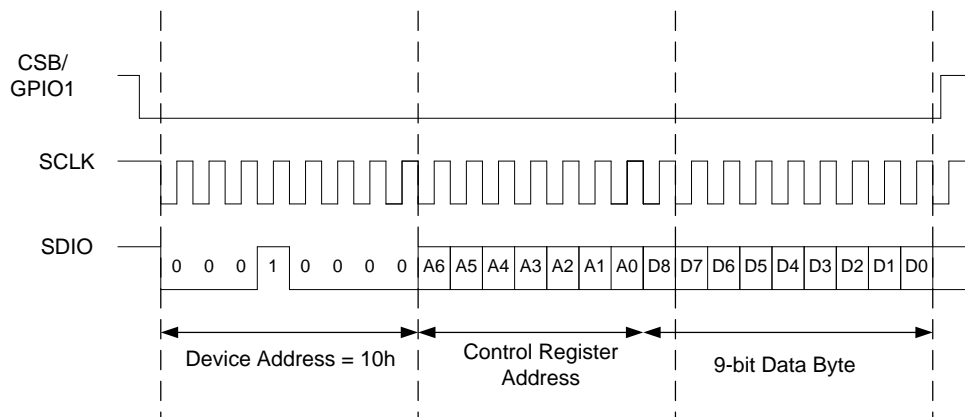 CSB/
GPIO1
SCLK
SDIO
0 0 0 1 0 0 0 0 A6 A5 A4 A3 A2 A1 A0 D8 D7 D6 D5 D4 D3 D2 D1 D0
Device Address = 10h
Control Register
Address
9-bit Data Byte